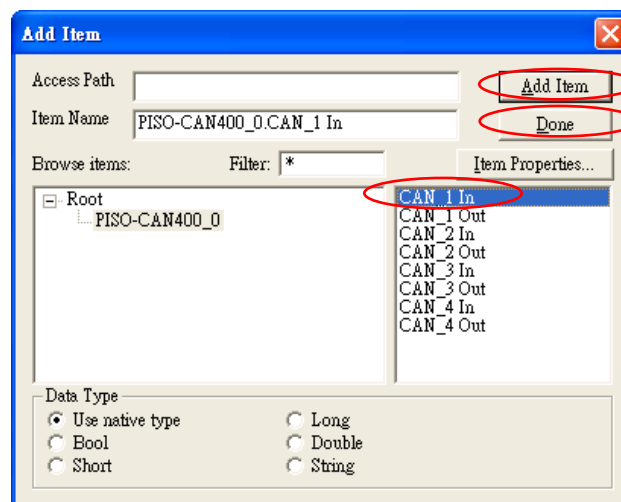 Add Item
Access Path
Add Item
Item Name PISO-CAN400_0.CAN_1 In
Done
Browse items: Filter: *
Item Properties...
Root
PISO-CAN400_0
CAN_1 In
CAN_1 Out
CAN_2 In
CAN_2 Out
CAN_3 In
CAN_3 Out
CAN_4 In
CAN_4 Out
Data Type
Use native type
Long
Bool
Double
Short
String